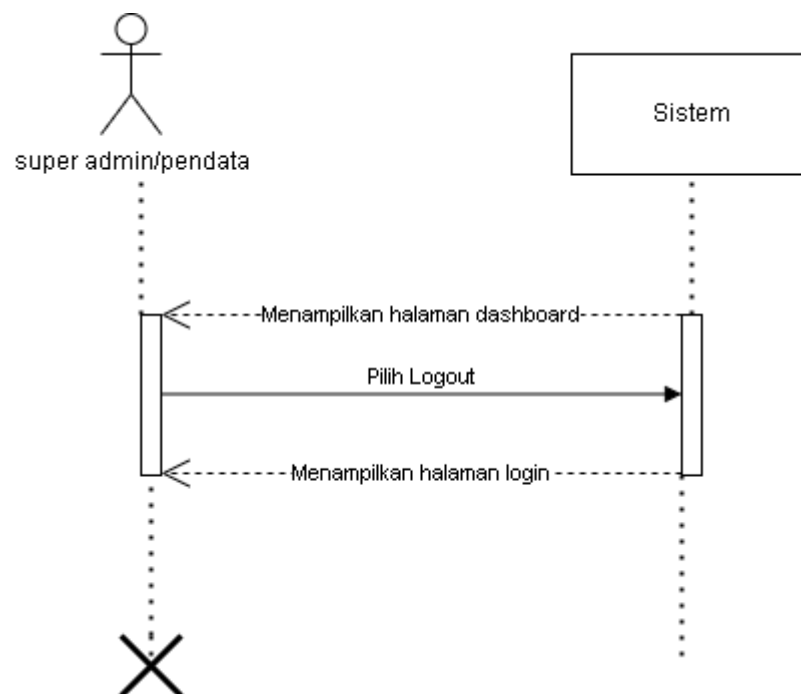 super admin/pendata
Sistem
Menampilkan halaman dashboard
Pilih Logout
Menampilkan halaman login